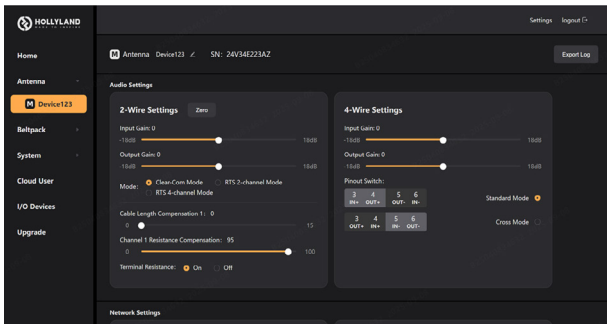 HOLLYLAND
Settings logout
Home
M Antenna Device123 SN: 24V34E223AZ
Export Log
Antenna
Audio Settings
M Device123
2-Wire Settings Zero
4-Wire Settings
Beltpack
Input Gain: 0
Input Gain: 0
-18dB 18dB
-18dB 18dB
System
Output Gain: 0
Output Gain: 0
-18dB 18dB
-18dB 18dB
Cloud User
Mode: Clear-Com Mode RTS 2-channel Mode
RTS 4-channel Mode
Pinout Switch:
3 4 5 6
IN+ OUT+ OUT- IN-
Standard Mode
I/O Devices
Cable Length Compensation 1: 0
0 15
3 4 5 6
OUT+ IN+ IN- OUT-
Cross Mode
Upgrade
Channel 1 Resistance Compensation: 95
0 100
Terminal Resistance: On Off
Network Settings